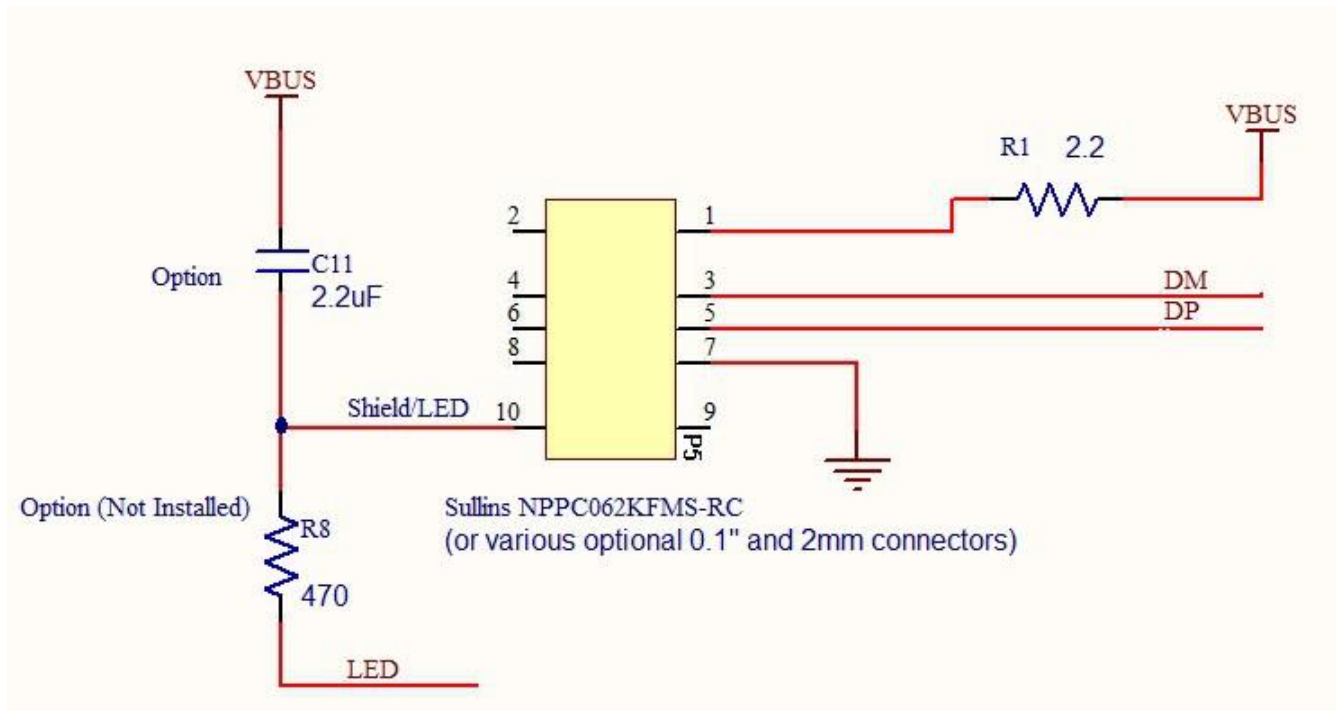 VBUS
VBUS
R1 2.2
2 1
C11
Option
2.2uF
4 3 DM
6 5 DP
8 7
Shield/LED 10 9
P5
Option (Not Installed)
R8
470
Sullins NPPC062KFMS-RC
(or various optional 0.1" and 2mm connectors)
LED